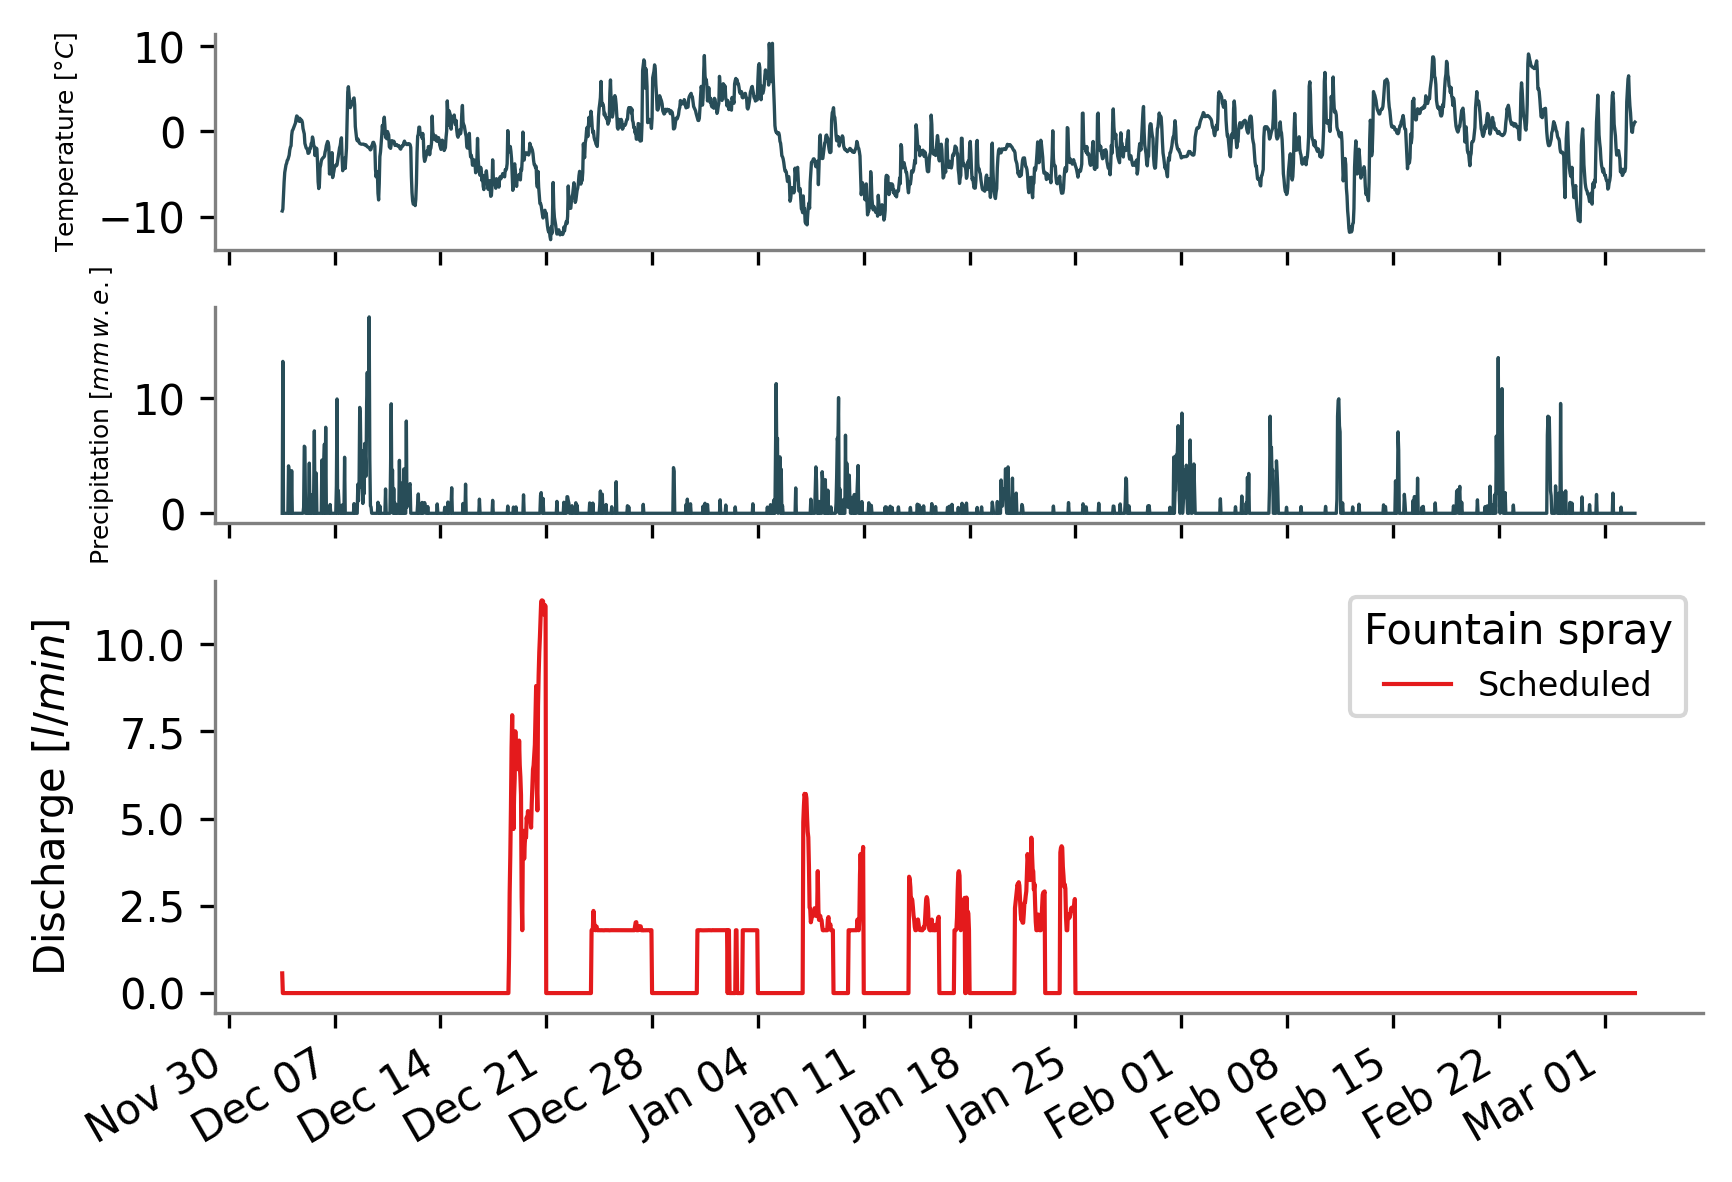 Temperature [°C]
10
0
−10
Precipitation [mm w. e. ]
10
0
Discharge [l/min]
10.0
7.5
5.0
2.5
0.0
Fountain spray
Scheduled
Nov 30
Dec 07
Dec 14
Dec 21
Dec 28
Jan 04
Jan 11
Jan 18
Jan 25
Feb 01
Feb 08
Feb 15
Feb 22
Mar 01